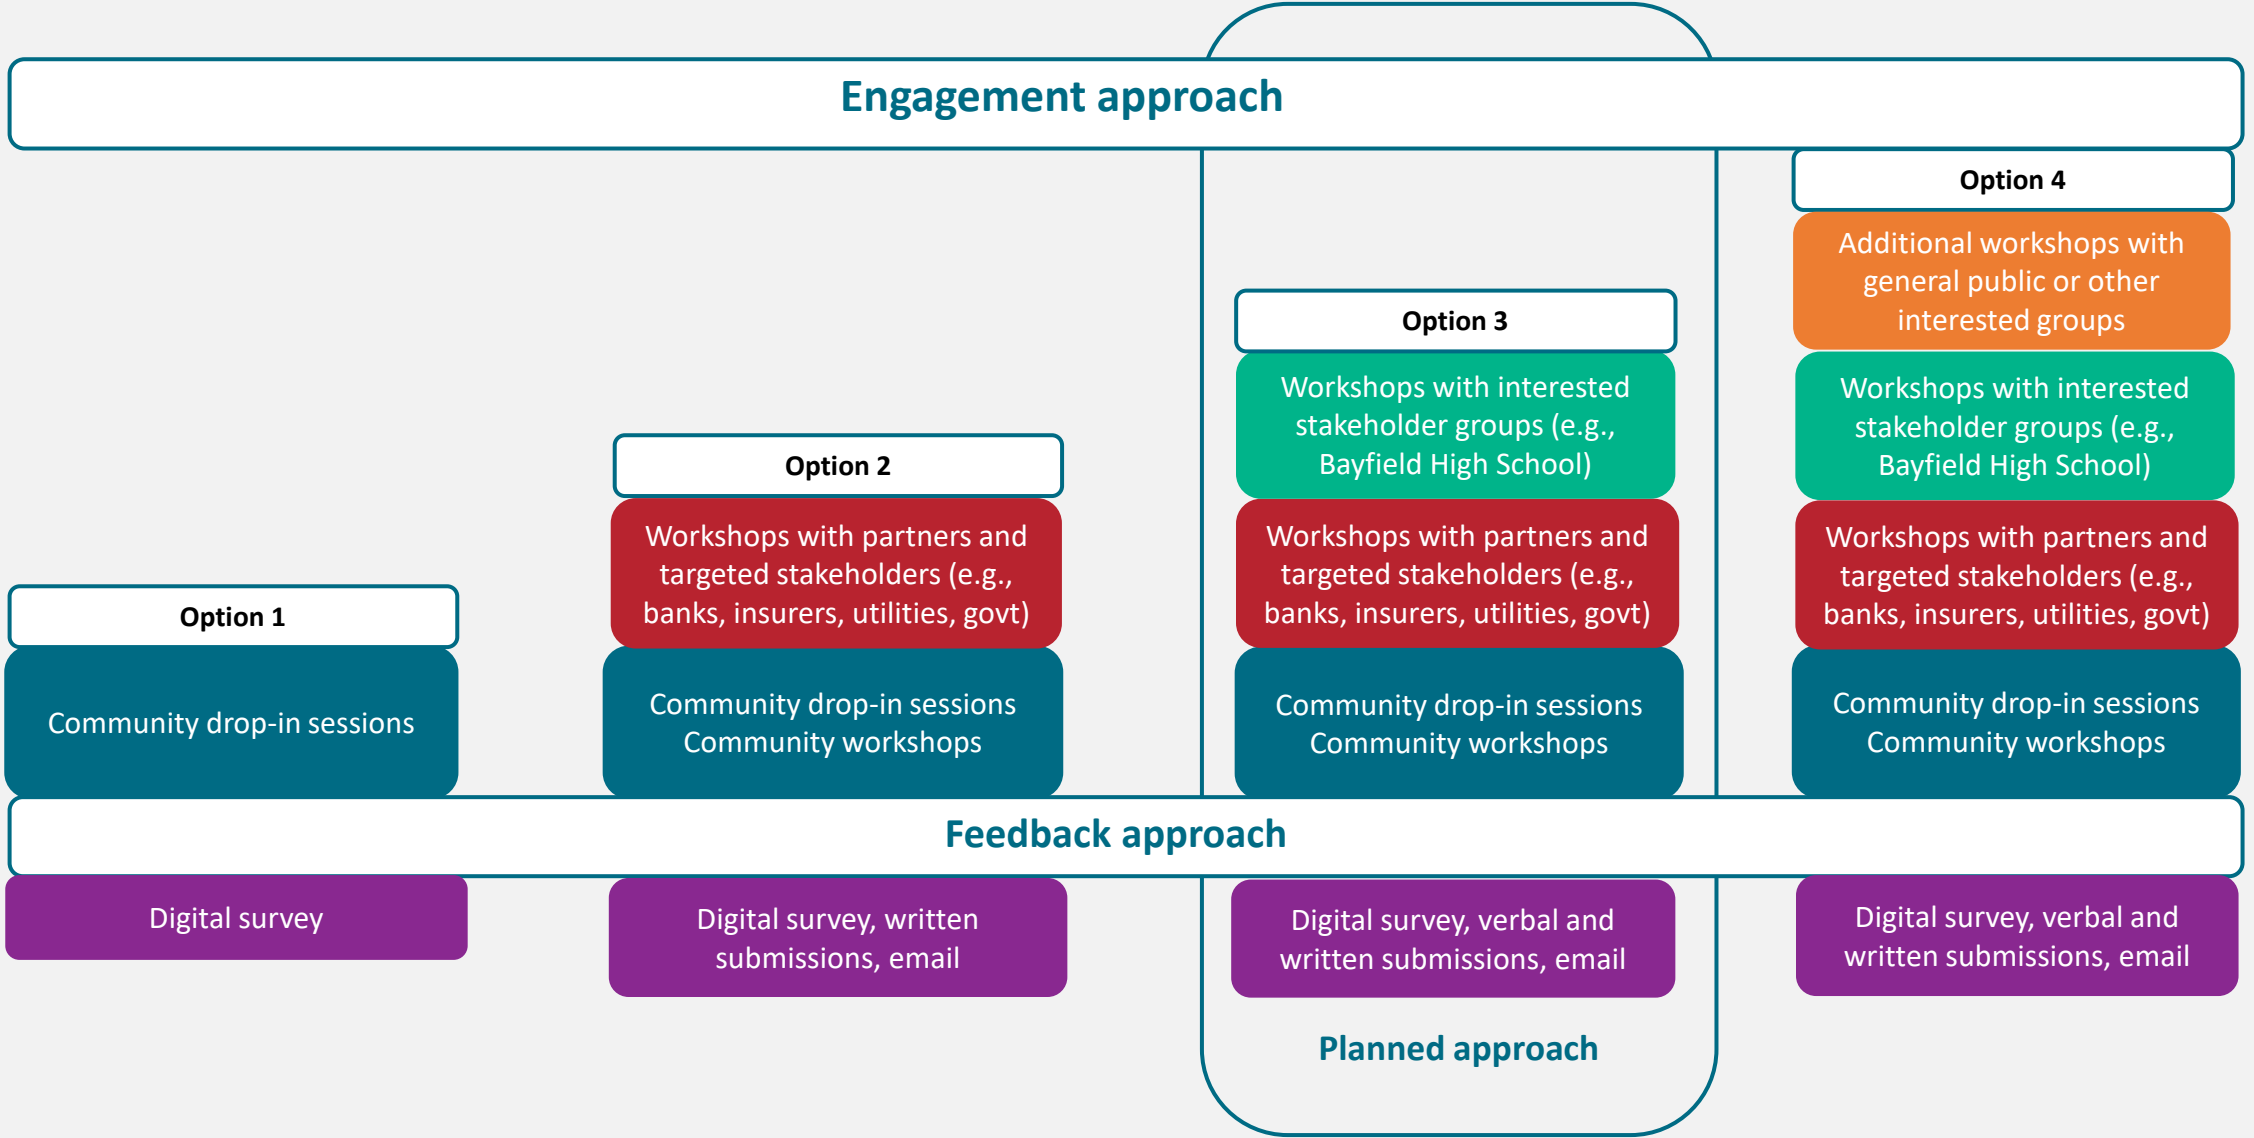 Engagement approach
Option 1
Community drop-in sessions
Option 2
Workshops with partners and
targeted stakeholders (e.g.,
banks, insurers, utilities, govt)
Community drop-in sessions
Community workshops
Option 3
Workshops with interested
stakeholder groups (e.g.,
Bayfield High School)
Workshops with partners and
targeted stakeholders (e.g.,
banks, insurers, utilities, govt)
Community drop-in sessions
Community workshops
Option 4
Additional workshops with
general public or other
interested groups
Workshops with interested
stakeholder groups (e.g.,
Bayfield High School)
Workshops with partners and
targeted stakeholders (e.g.,
banks, insurers, utilities, govt)
Community drop-in sessions
Community workshops
Feedback approach
Digital survey
Digital survey, written
submissions, email
Digital survey, verbal and
written submissions, email
Digital survey, verbal and
written submissions, email
Planned approach